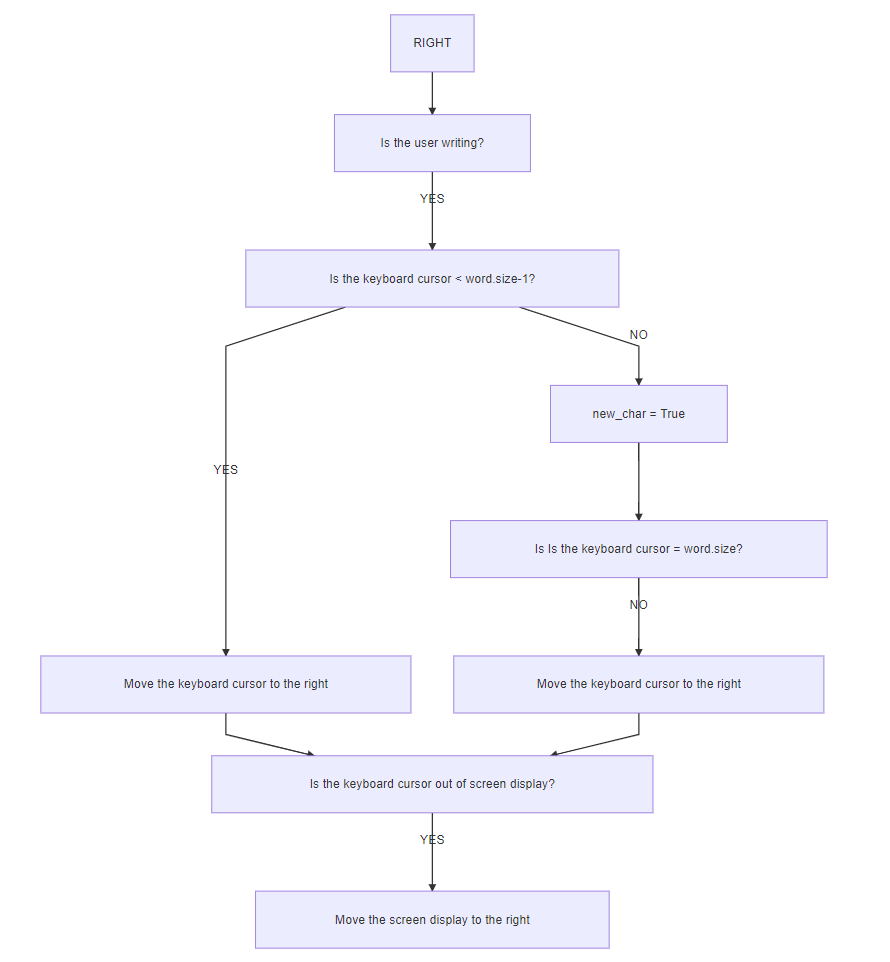 RIGHT
Is the user writing?
YES
Is the keyboard cursor < word.size-1?
NO
new_char = True
YES
Is Is the keyboard cursor = word.size?
NO
Move the keyboard cursor to the right
Move the keyboard cursor to the right
Is the keyboard cursor out of screen display?
YES
Move the screen display to the right